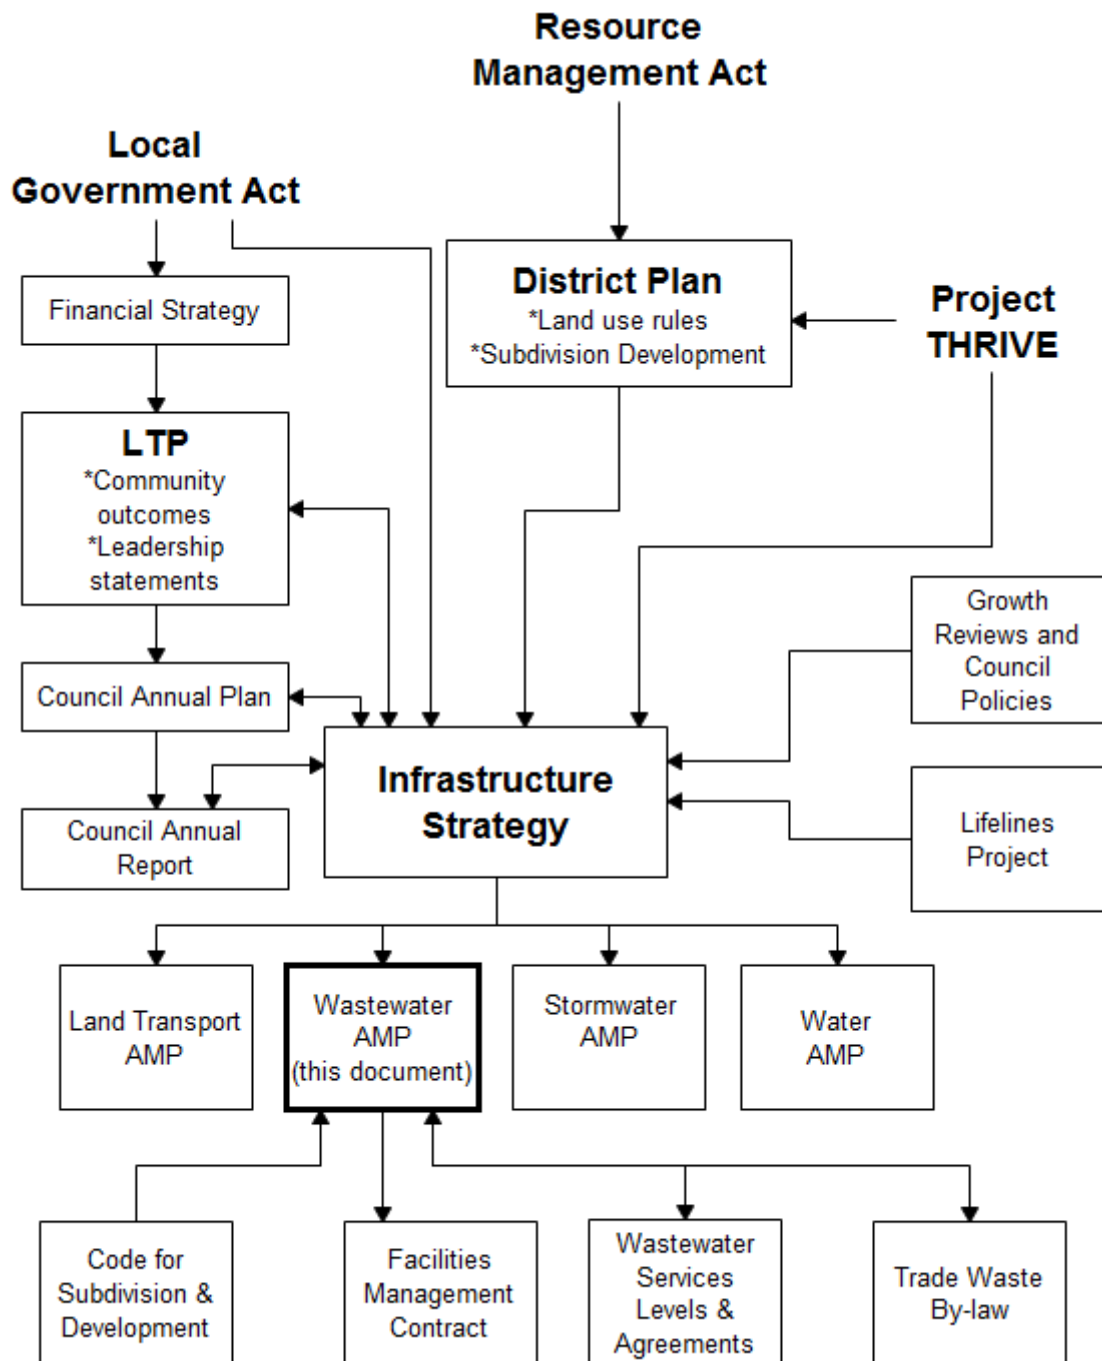 Resource
Management Act
Local
Government Act
Financial Strategy
District Plan
*Land use rules
*Subdivision Development
Project
THRIVE
LTP
*Community
outcomes
*Leadership
statements
Growth
Reviews and
Council
Policies
Council Annual Plan
Infrastructure
Strategy
Council Annual
Report
Lifelines
Project
Land Transport
AMP
Wastewater
AMP
(this document)
Stormwater
AMP
Water
AMP
Code for
Subdivision &
Development
Facilities
Management
Contract
Wastewater
Services
Levels &
Agreements
Trade Waste
By-law